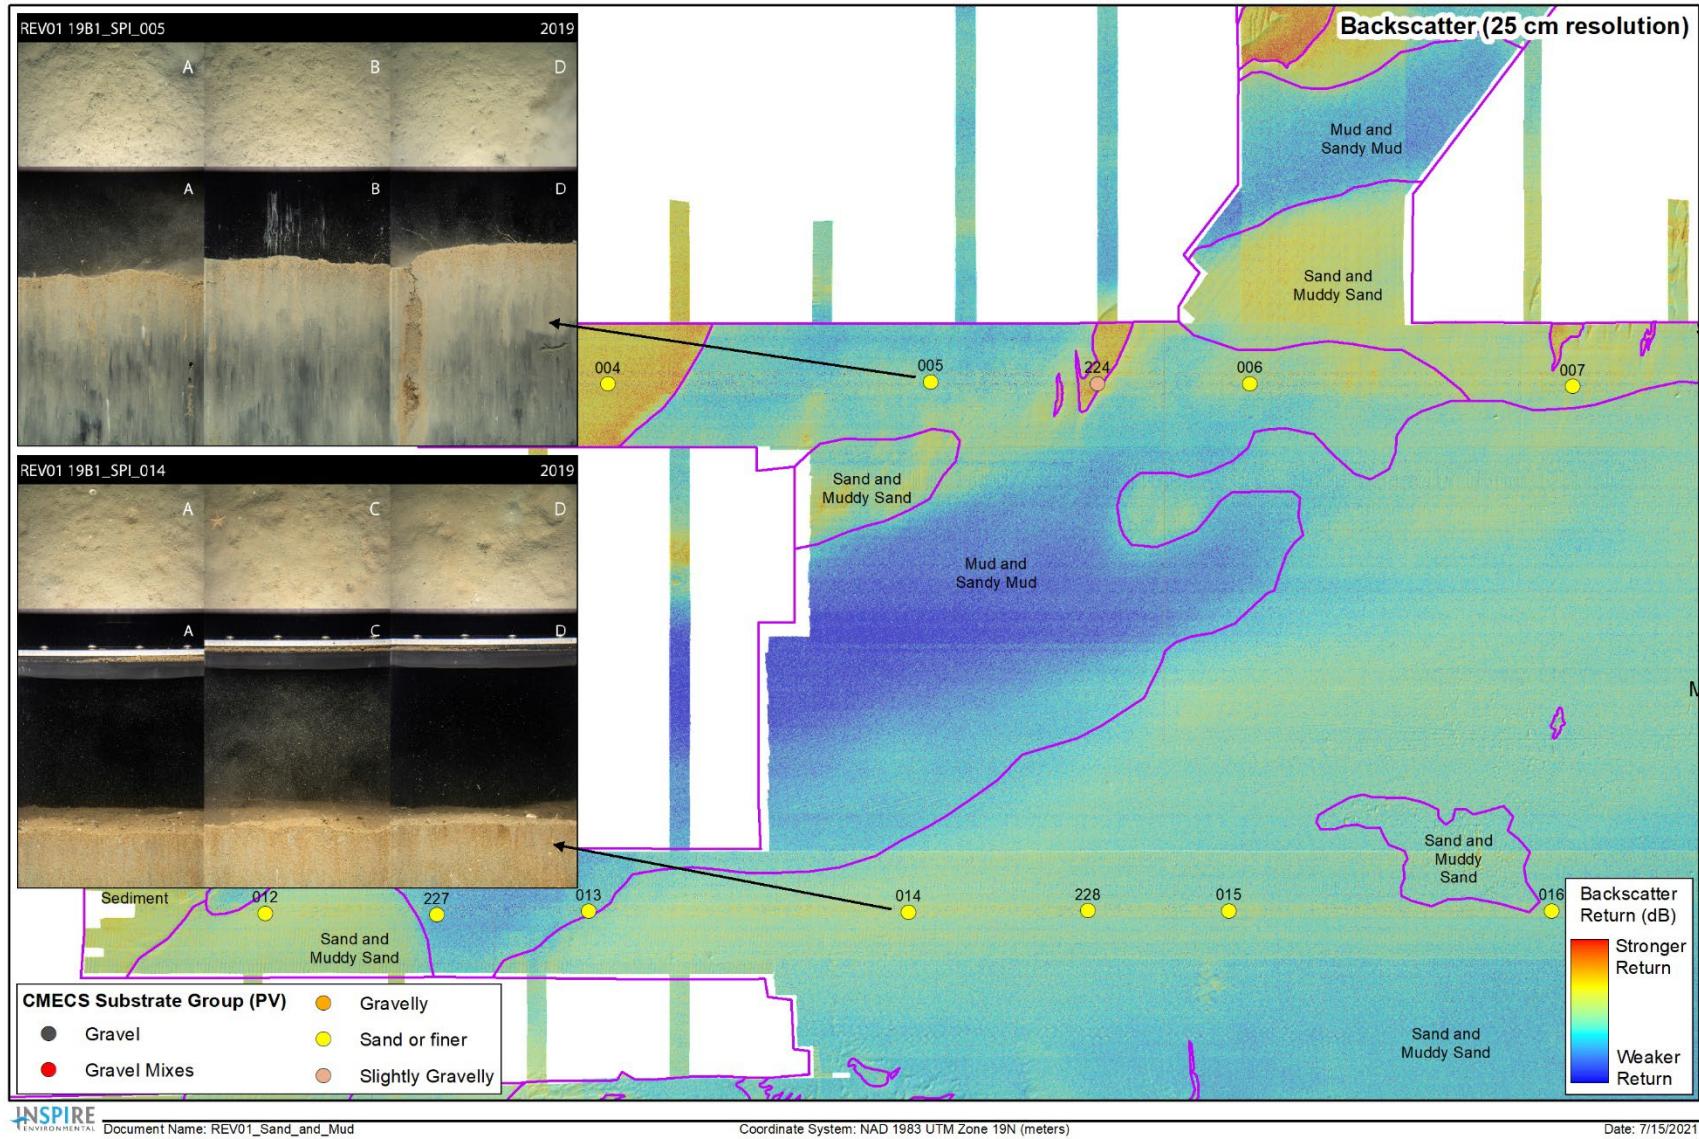 Backscatter (25 cm resolution)
REV01 19B1_SPI_005 2019
A B D
A B D
REV01 19B1_SPI_014 2019
A C D
A C D
Mud and
Sandy Mud
Sand and
Muddy Sand
004 005 224 006 007
Sand and
Muddy Sand
Mud and
Sandy Mud
M
Sand and
Muddy
Sand
Sediment
012 227 013 014 228 015 016
Sand and
Muddy Sand
Sand and
Muddy Sand
CMECS Substrate Group (PV)
Gravel
Gravel Mixes
Gravelly
Sand or finer
Slightly Gravelly
Backscatter
Return (dB)
Stronger
Return
Weaker
Return
INSPIRE
ENVIRONMENTAL
Document Name: REV01_Sand_and_Mud
Coordinate System: NAD 1983 UTM Zone 19N (meters)
Date: 7/15/2021